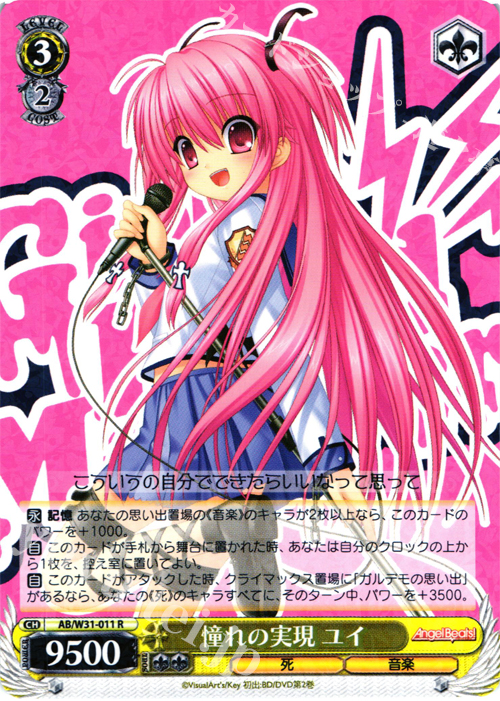 LEVEL
3
2
COST
Gi
M
こういうの自分でできたらいいなって思って
永 記憶 あなたの思い出置場の《音楽》のキャラが2枚以上なら、このカードの
パワーを+1000。
自 このカードが手札から舞台に置かれた時、あなたは自分のクロックの上か
ら1枚を、控え室に置いてよい。
自 このカードがアタックした時、クライマックス置場に「ガルデモの思い出」
があるなら、あなたの《死》のキャラすべてに、そのターン中、パワーを+3500。
CH AB/W31-011 R
POWER 9500 SOUL
憧れの実現 ユイ
Angel Beats!
死 音楽
©VisualArt's/Key 初出:BD/DVD第2巻